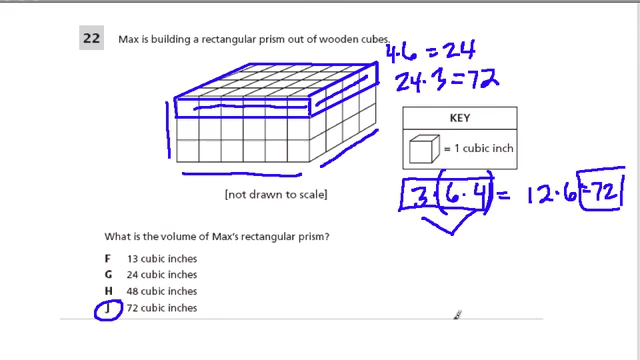 22 Max is building a rectangular prism out of wooden cubes.
4·6 = 24
24·3 = 72
KEY
= 1 cubic inch
3·(6·4) = 12·6 = 72
[not drawn to scale]
What is the volume of Max's rectangular prism?
F 13 cubic inches
G 24 cubic inches
H 48 cubic inches
J 72 cubic inches